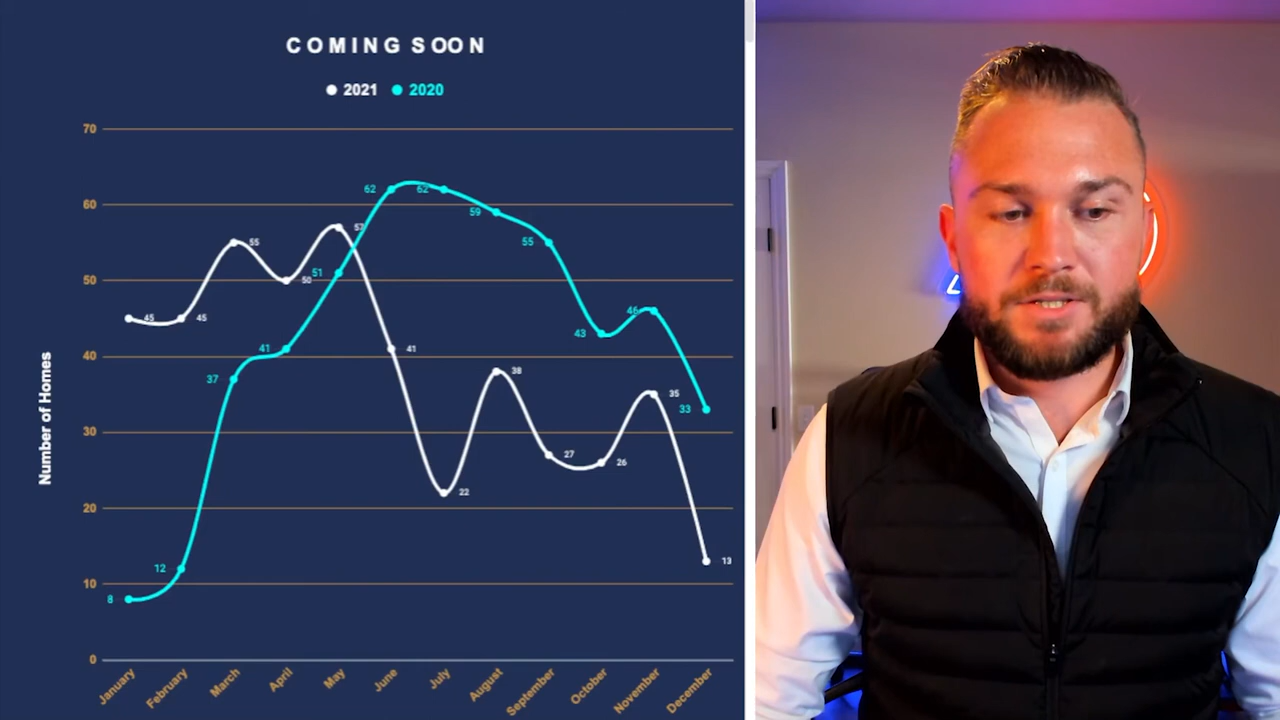 COMING SOON
2021 2020
70
60
50
40
30
20
10
0
Number of Homes
45
45
55
50
57
41
22
38
27
26
35
13
8
12
37
41
51
62
62
59
55
43
46
33
January
February
March
April
May
June
July
August
September
October
November
December